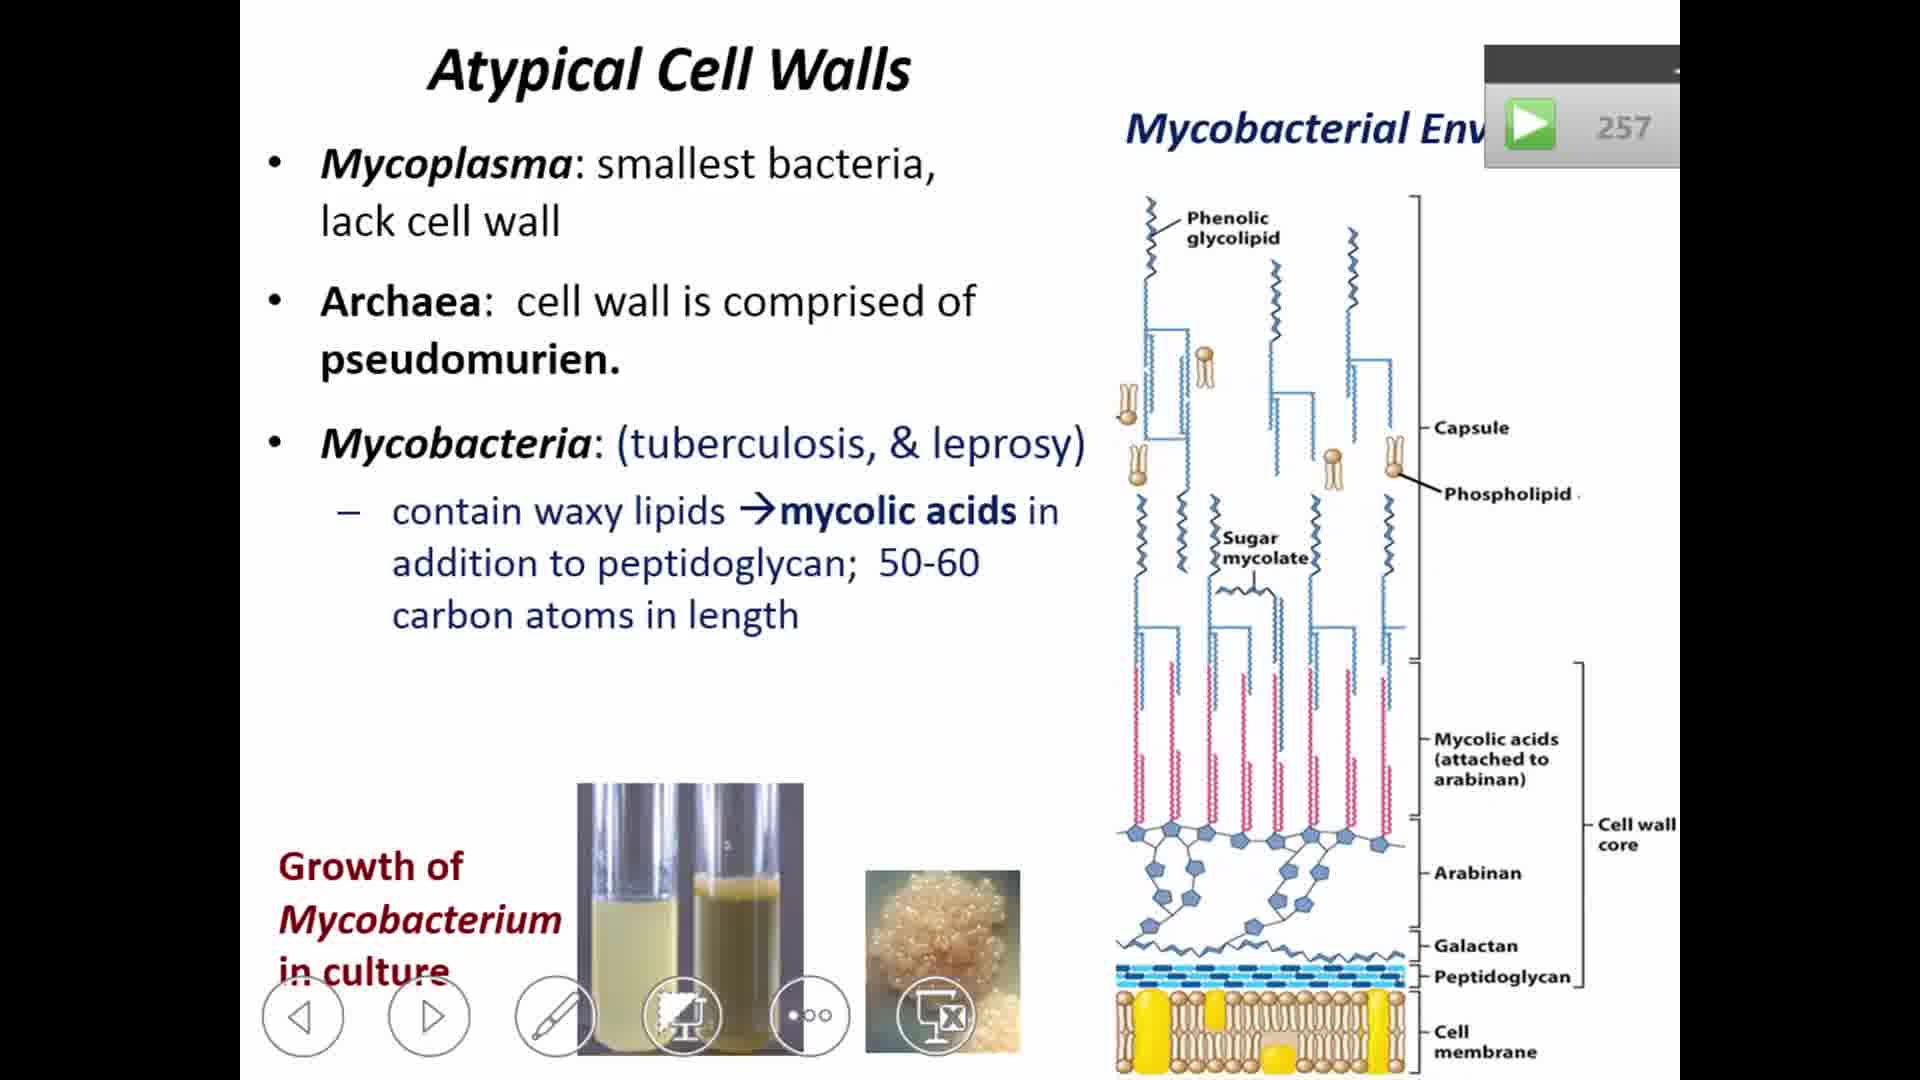 Atypical Cell Walls
• Mycoplasma: smallest bacteria,
lack cell wall
• Archaea: cell wall is comprised of
pseudomurien.
• Mycobacteria: (tuberculosis, & leprosy)
– contain waxy lipids →mycolic acids in
addition to peptidoglycan; 50-60
carbon atoms in length
Growth of
Mycobacterium
in culture
Mycobacterial Env
257
Phenolic
glycolipid
Capsule
Phospholipid
Sugar
mycolate
Mycolic acids
(attached to
arabinan)
Cell wall
core
Arabinan
Galactan
Peptidoglycan
Cell
membrane